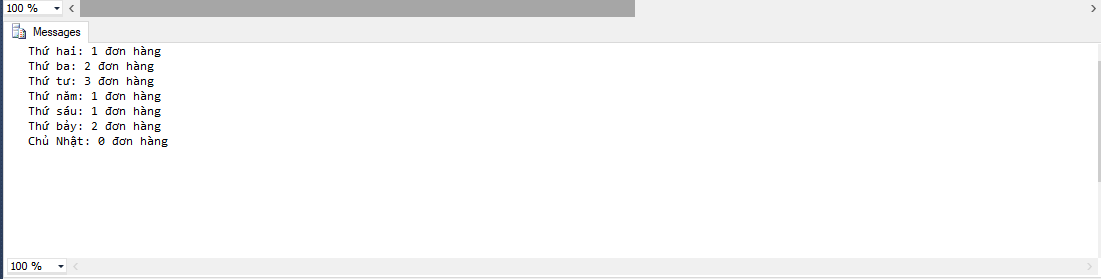 100 %
Messages
Thứ hai: 1 đơn hàng
Thứ ba: 2 đơn hàng
Thứ tư: 3 đơn hàng
Thứ năm: 1 đơn hàng
Thứ sáu: 1 đơn hàng
Thứ bảy: 2 đơn hàng
Chủ Nhật: 0 đơn hàng
100 %